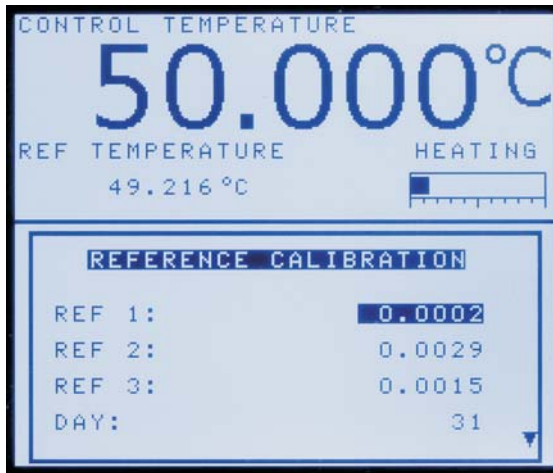 CONTROL TEMPERATURE
50.000°C
REF TEMPERATURE HEATING
49.216°C
REFERENCE CALIBRATION
REF 1: 0.0002
REF 2: 0.0029
REF 3: 0.0015
DAY: 31